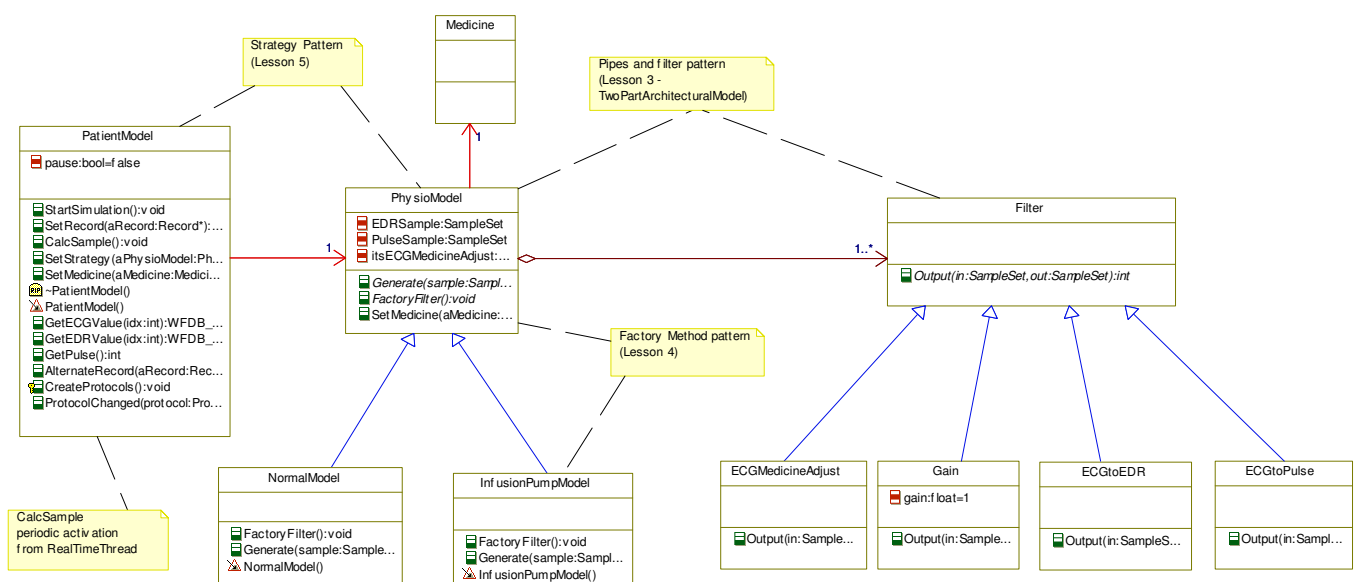 Medicine
1
Strategy Pattern
(Lesson 5)
Pipes and filter pattern
(Lesson 3 -
TwoPartArchitecturalModel)
PatientModel
pause:bool=false
StartSimulation():void
SetRecord(aRecord:Record*):...
CalcSample():void
SetStrategy(aPhysioModel:Ph...
SetMedicine(aMedicine:Medici...
~PatientModel()
PatientModel()
GetECGValue(idx:int):WFDB_...
GetEDRValue(idx:int):WFDB_...
GetPulse():int
AlternateRecord(aRecord:Rec...
CreateProtocols():void
ProtocolChanged(protocol:Pro...
1
PhysioModel
EDRSample:SampleSet
PulseSample:SampleSet
itsECGMedicineAdjust:...
Generate(sample:Sampl...
FactoryFilter():void
SetMedicine(aMedicine:...
1..*
Filter
Output(in:SampleSet,out:SampleSet):int
Factory Method pattern
(Lesson 4)
CalcSample
periodic activation
from RealTimeThread
NormalModel
FactoryFilter():void
Generate(sample:Sample...
NormalModel()
InfusionPumpModel
FactoryFilter():void
Generate(sample:Sampl...
InfusionPumpModel()
ECGMedicineAdjust
Output(in:Sample...
Gain
gain:float=1
Output(in:Sample...
ECGtoEDR
Output(in:SampleS...
ECGtoPulse
Output(in:Sampl...